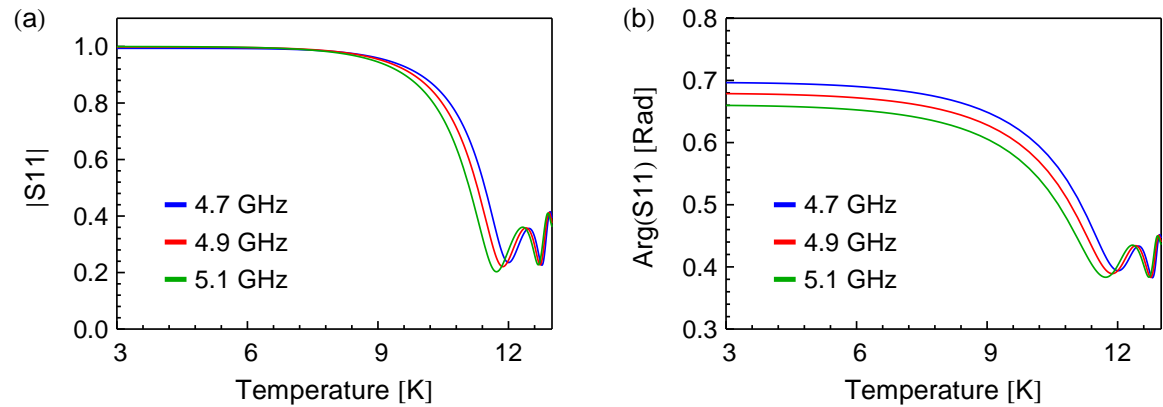 (a)
|S11|
1.0
0.8
0.6
0.4
0.2
0.0
4.7 GHz
4.9 GHz
5.1 GHz
3
6
9
12
Temperature [K]
(b)
Arg(S11) [Rad]
0.8
0.7
0.6
0.5
0.4
0.3
4.7 GHz
4.9 GHz
5.1 GHz
3
6
9
12
Temperature [K]